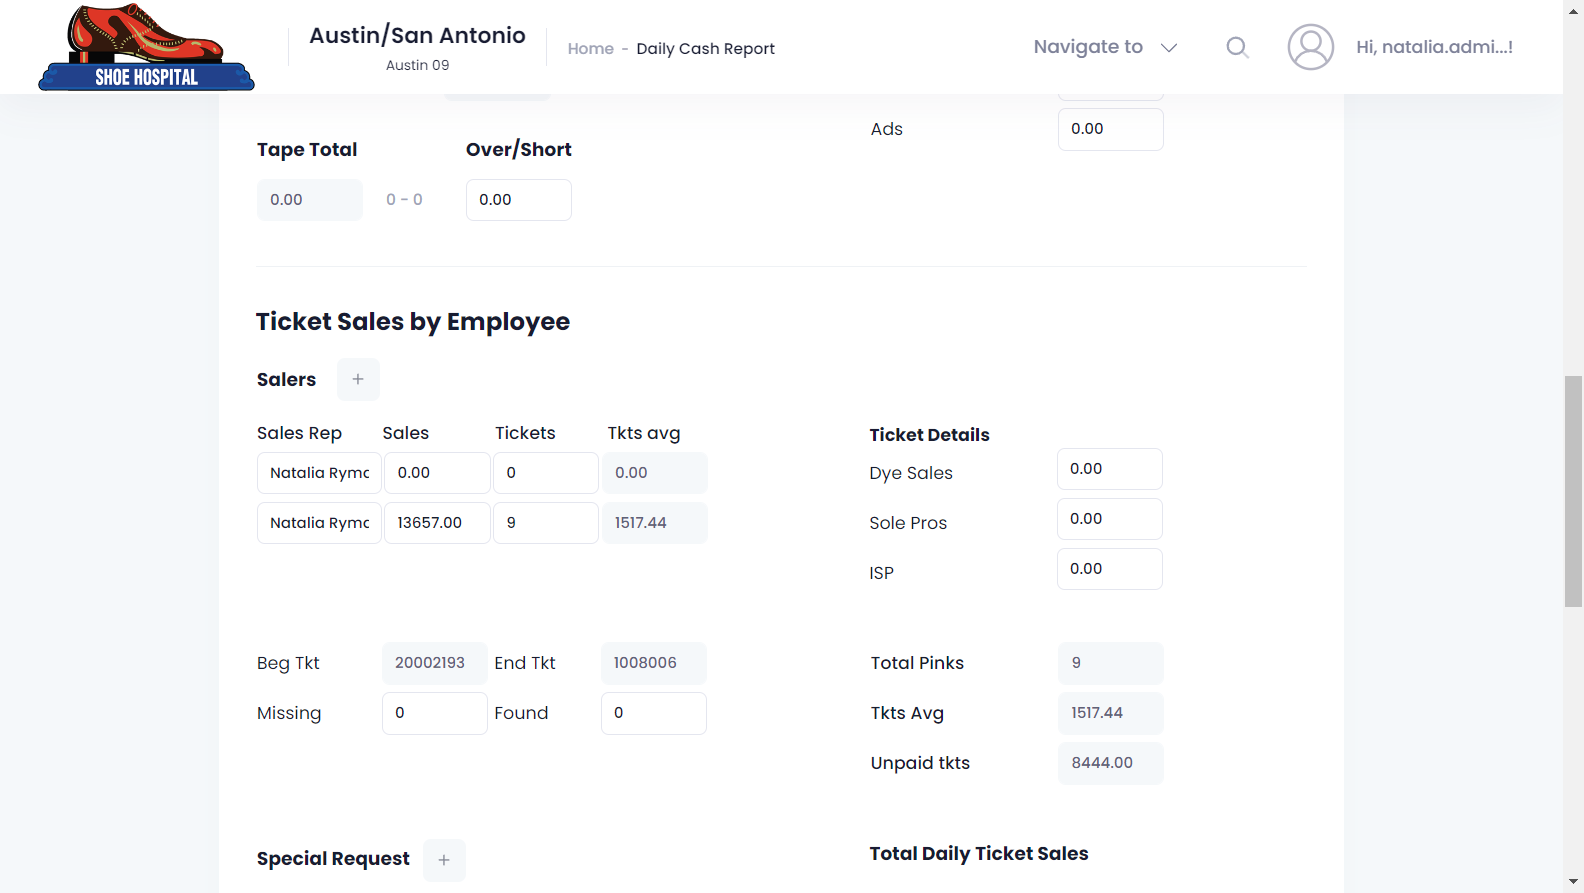 SHOE HOSPITAL
Austin/San Antonio
Austin 09
Home - Daily Cash Report
Navigate to
Hi, natalia.admi...!
Ads 0.00
Tape Total Over/Short
0.00 0 - 0 0.00
Ticket Sales by Employee
Salers +
Sales Rep Sales Tickets Tkts avg
Natalia Rymc 0.00 0 0.00
Natalia Rymc 13657.00 9 1517.44
Ticket Details
Dye Sales 0.00
Sole Pros 0.00
ISP 0.00
Beg Tkt 20002193 End Tkt 1008006
Missing 0 Found 0
Total Pinks 9
Tkts Avg 1517.44
Unpaid tkts 8444.00
Special Request +
Total Daily Ticket Sales